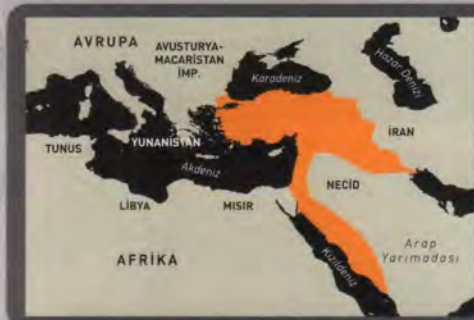 AVRUPA
AVUSTURYA-
MACARİSTAN
İMP.
Karadeniz
Hazar Denizi
İRAN
TUNUS
YUNANİSTAN
Akdeniz
NECİD
LİBYA
MISIR
AFRİKA
Kızıldeniz
Arap
Yarımadası